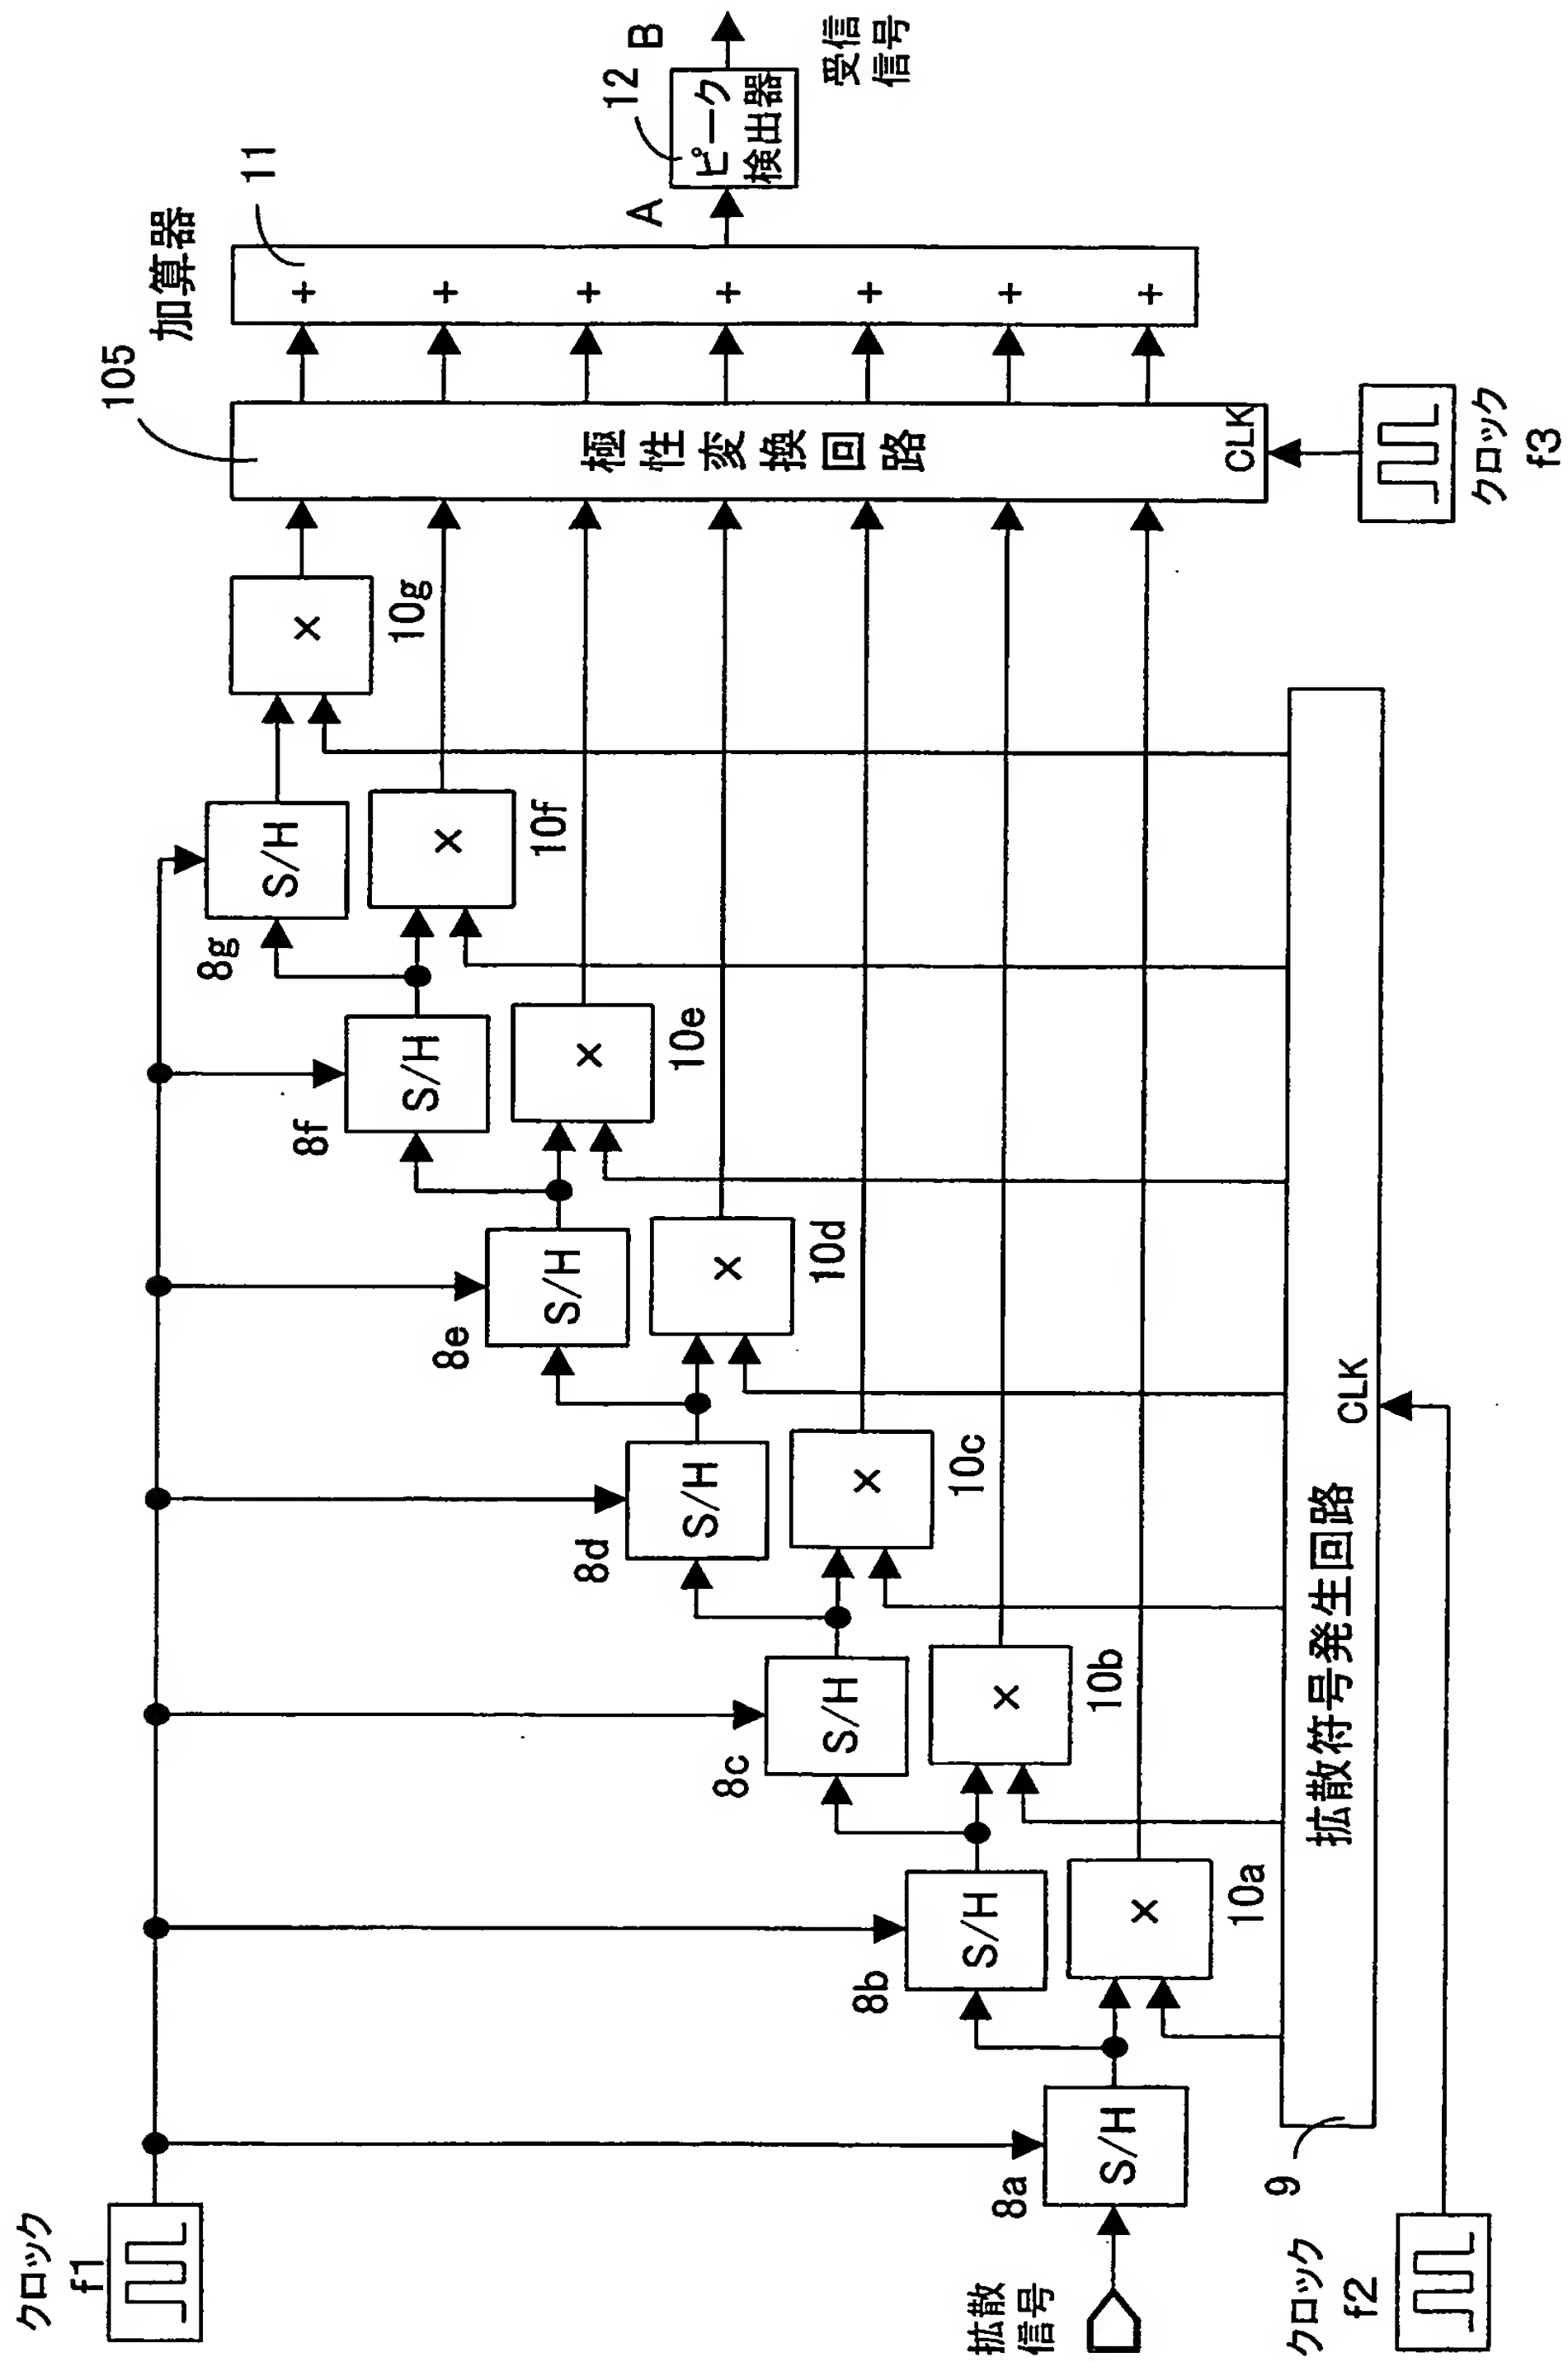 クロック
f1
拡散
信号
クロック
f2
8a
S/H
8b
S/H
8c
S/H
8d
S/H
8e
S/H
8f
S/H
8g
S/H
×
10a
×
10b
×
10c
×
10d
×
10e
×
10f
×
10g
9
拡散符号発生回路
CLK
105
極性変換回路
CLK
クロック
f3
加算器
11
+
+
+
+
+
+
+
A
12
ピーク
検出器
B
受信
信号